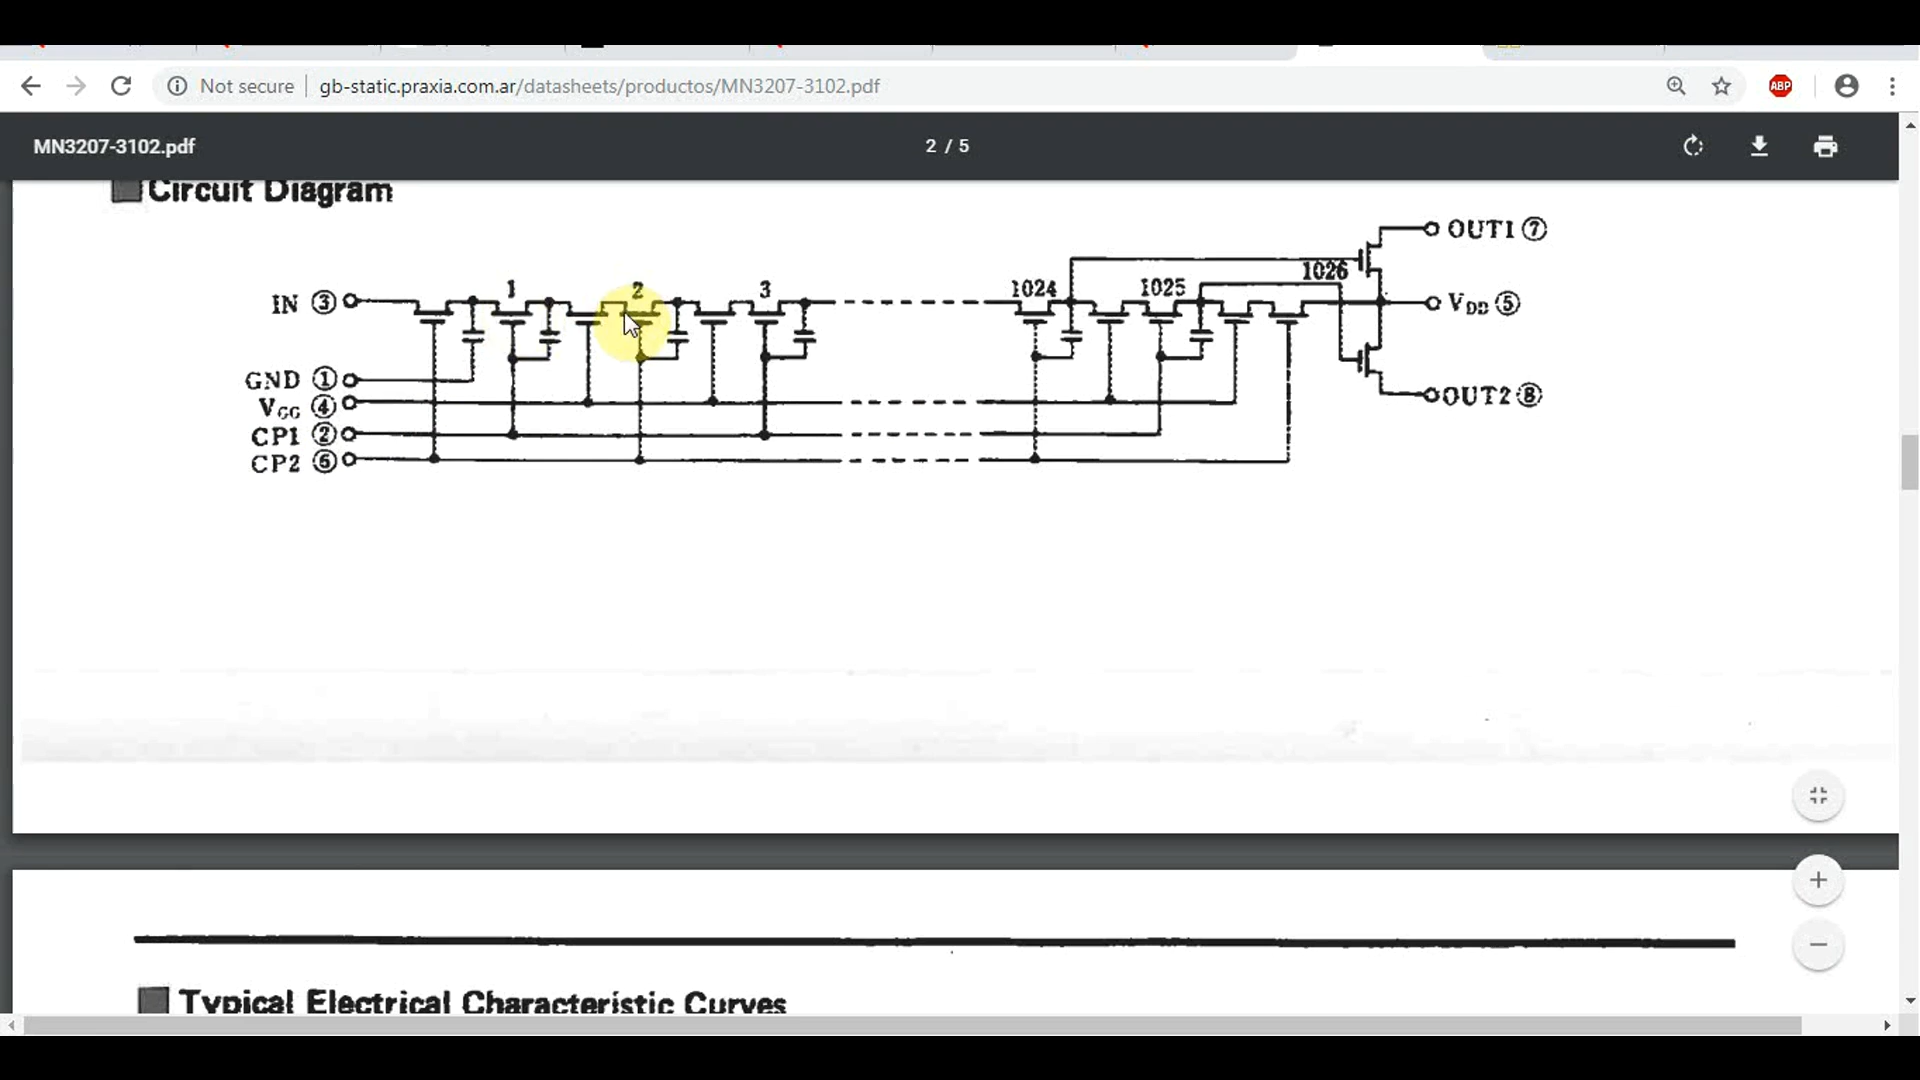 Not secure gb-static.praxia.com.ar/datasheets/productos/MN3207-3102.pdf
ABP
MN3207-3102.pdf
2 / 5
Circuit Diagram
OUT1 ⑦
1026
1 2 3 1024 1025
IN ③
VDD ⑤
GND ①
OUT2 ⑧
VGG ④
CP1 ②
CP2 ⑥
Typical Electrical Characteristic Curves